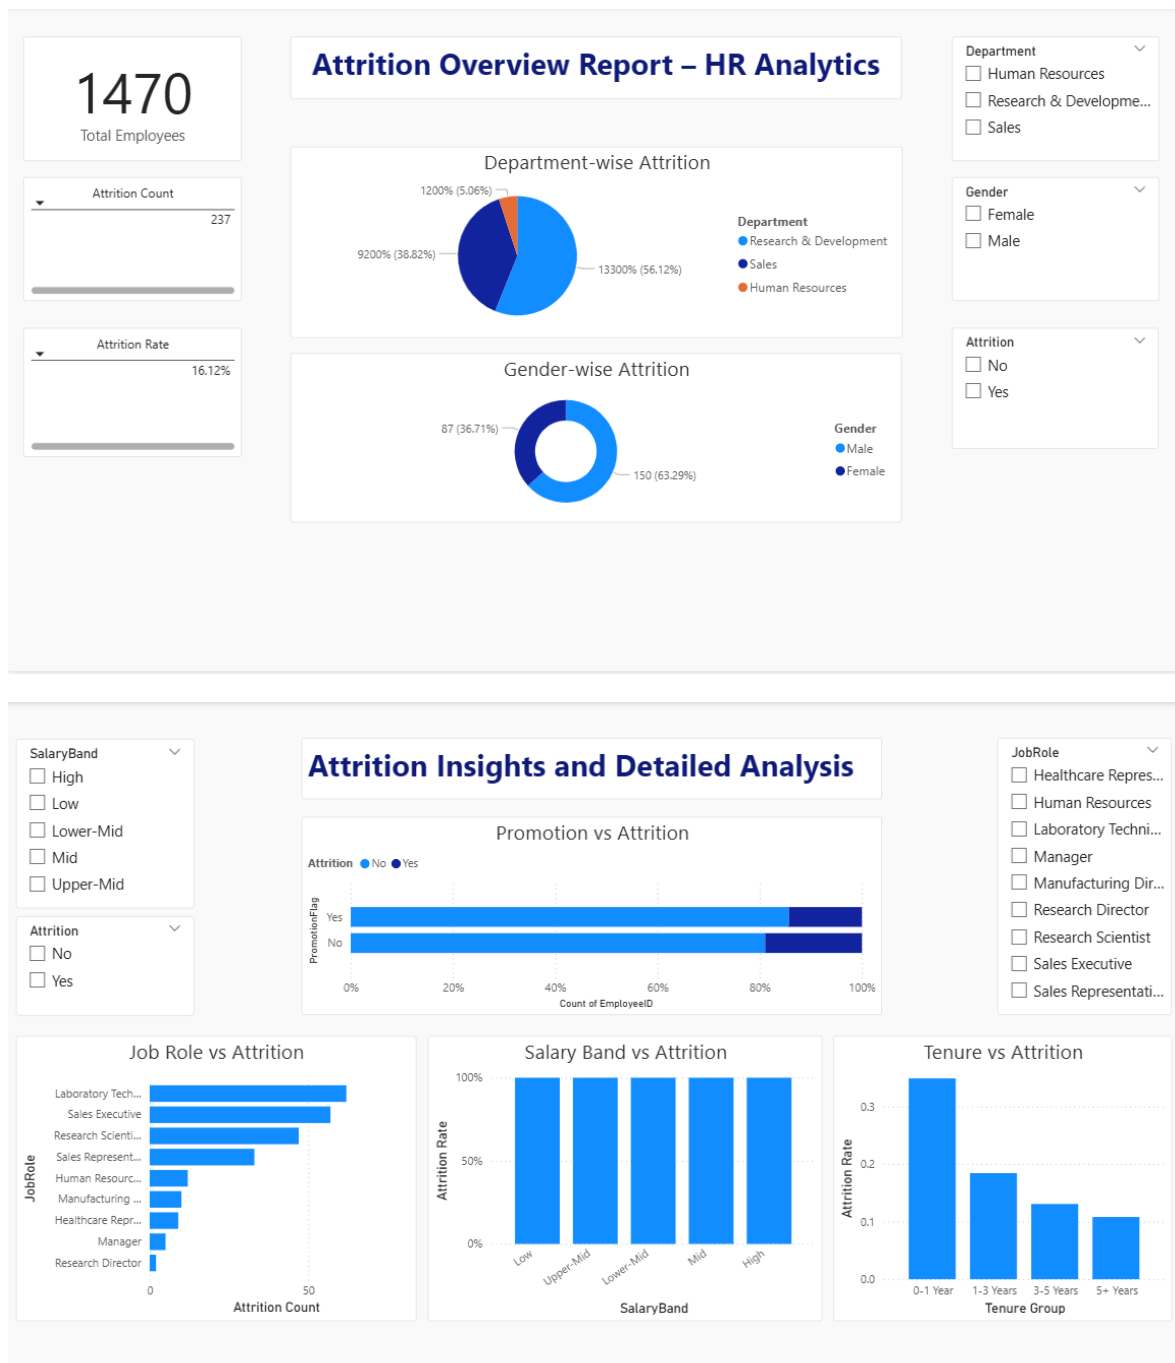 1470
Total Employees
Attrition Count
237
Attrition Rate
16.12%
Attrition Overview Report – HR Analytics
Department-wise Attrition
1200% (5.06%)
9200% (38.82%)
13300% (56.12%)
Department
Research & Development
Sales
Human Resources
Gender-wise Attrition
87 (36.71%)
150 (63.29%)
Gender
Male
Female
Department
Human Resources
Research & Developme...
Sales
Gender
Female
Male
Attrition
No
Yes
SalaryBand
High
Low
Lower-Mid
Mid
Upper-Mid
Attrition
No
Yes
Attrition Insights and Detailed Analysis
Promotion vs Attrition
Attrition No Yes
PromotionFlag
Yes
No
0% 20% 40% 60% 80% 100%
Count of EmployeeID
JobRole
Healthcare Repres...
Human Resources
Laboratory Techni...
Manager
Manufacturing Dir...
Research Director
Research Scientist
Sales Executive
Sales Representati...
Job Role vs Attrition
JobRole
Laboratory Tech...
Sales Executive
Research Scienti...
Sales Represent...
Human Resourc...
Manufacturing ...
Healthcare Repr...
Manager
Research Director
0 50
Attrition Count
Salary Band vs Attrition
Attrition Rate
100%
50%
0%
Low Upper-Mid Lower-Mid Mid High
SalaryBand
Tenure vs Attrition
Attrition Rate
0.3
0.2
0.1
0.0
0-1 Year 1-3 Years 3-5 Years 5+ Years
Tenure Group